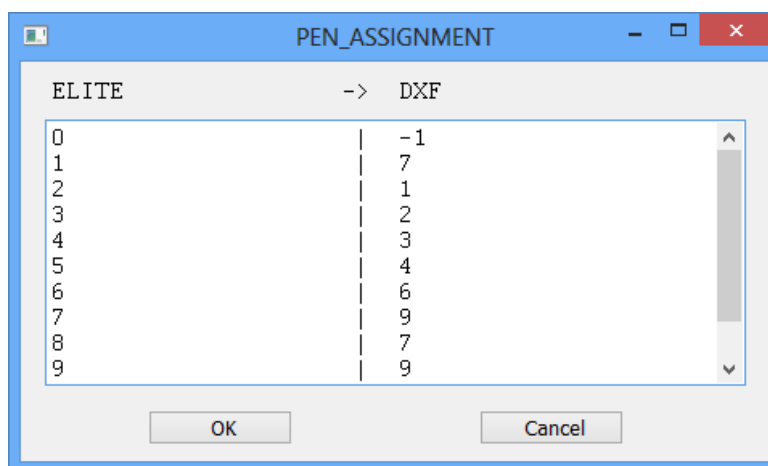 PEN_ASSIGNMENT
ELITE -> DXF
0 | -1
1 | 7
2 | 1
3 | 2
4 | 3
5 | 4
6 | 6
7 | 9
8 | 7
9 | 9
OK Cancel